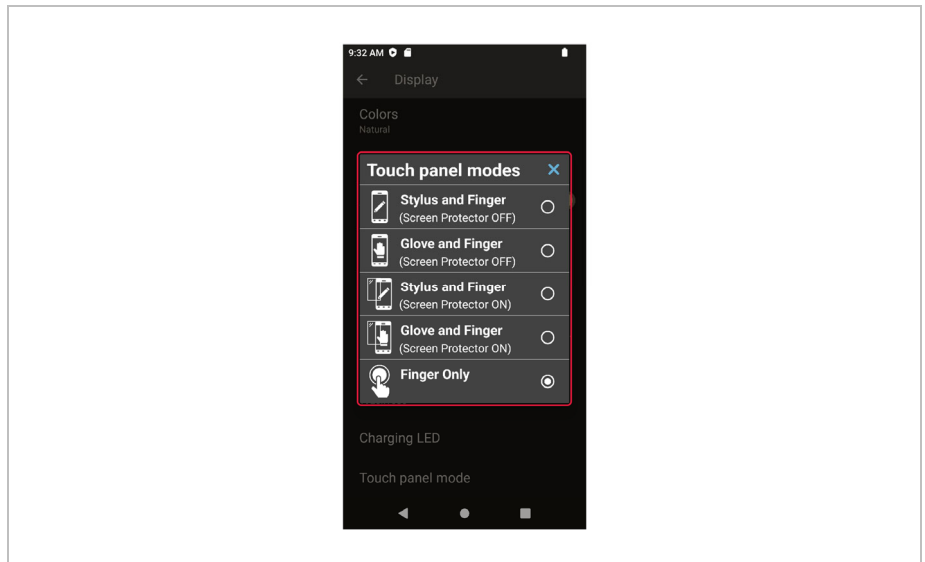 9:32 AM
Display
Colors
Natural
Touch panel modes
Stylus and Finger
(Screen Protector OFF)
Glove and Finger
(Screen Protector OFF)
Stylus and Finger
(Screen Protector ON)
Glove and Finger
(Screen Protector ON)
Finger Only
Charging LED
Touch panel mode